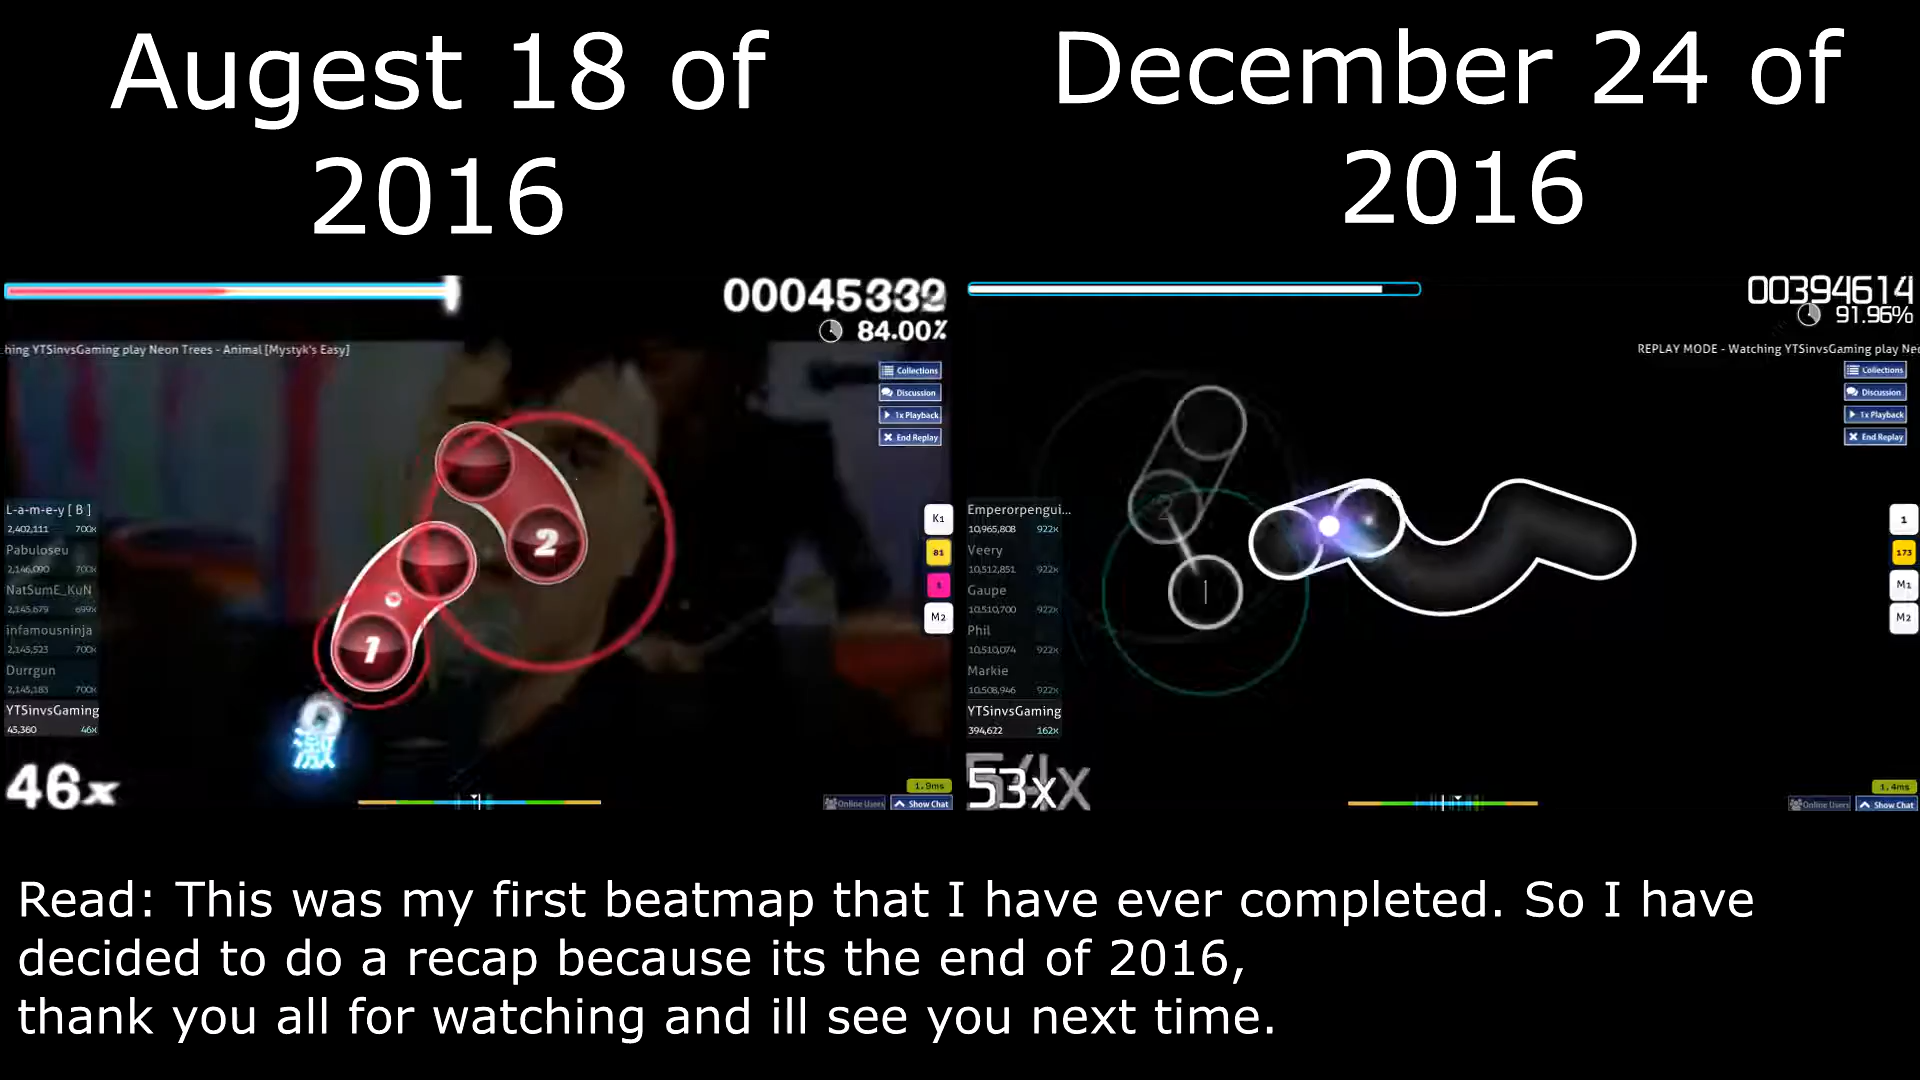 Augest 18 of
2016
December 24 of
2016
00045332
84.00%
hing YTSinvsGaming play Neon Trees - Animal [Mystyk's Easy]
Collections
Discussion
1x Playback
End Replay
2
1
L-a-m-e-y [ B ]
2,402,111 700x
Pabuloseu
2,146,090 700x
NatSumE_KuN
2,145,679 699x
infamousninja
2,145,523 700x
Durrgun
2,145,183 700x
YTSinvsGaming
45,360 46x
K1
81
M2
激
46x
1.9ms
Online Users
Show Chat
00394614
91.96%
REPLAY MODE - Watching YTSinvsGaming play Ne
Collections
Discussion
1x Playback
End Replay
2
1
Emperorpengui...
10,965,808 922x
Veery
10,512,851 922x
Gaupe
10,510,700 922x
Phil
10,510,074 922x
Markie
10,508,946 922x
YTSinvsGaming
394,622 162x
1
173
M1
M2
53x
1.4ms
Online Users
Show Chat
Read: This was my first beatmap that I have ever completed. So I have
decided to do a recap because its the end of 2016,
thank you all for watching and ill see you next time.